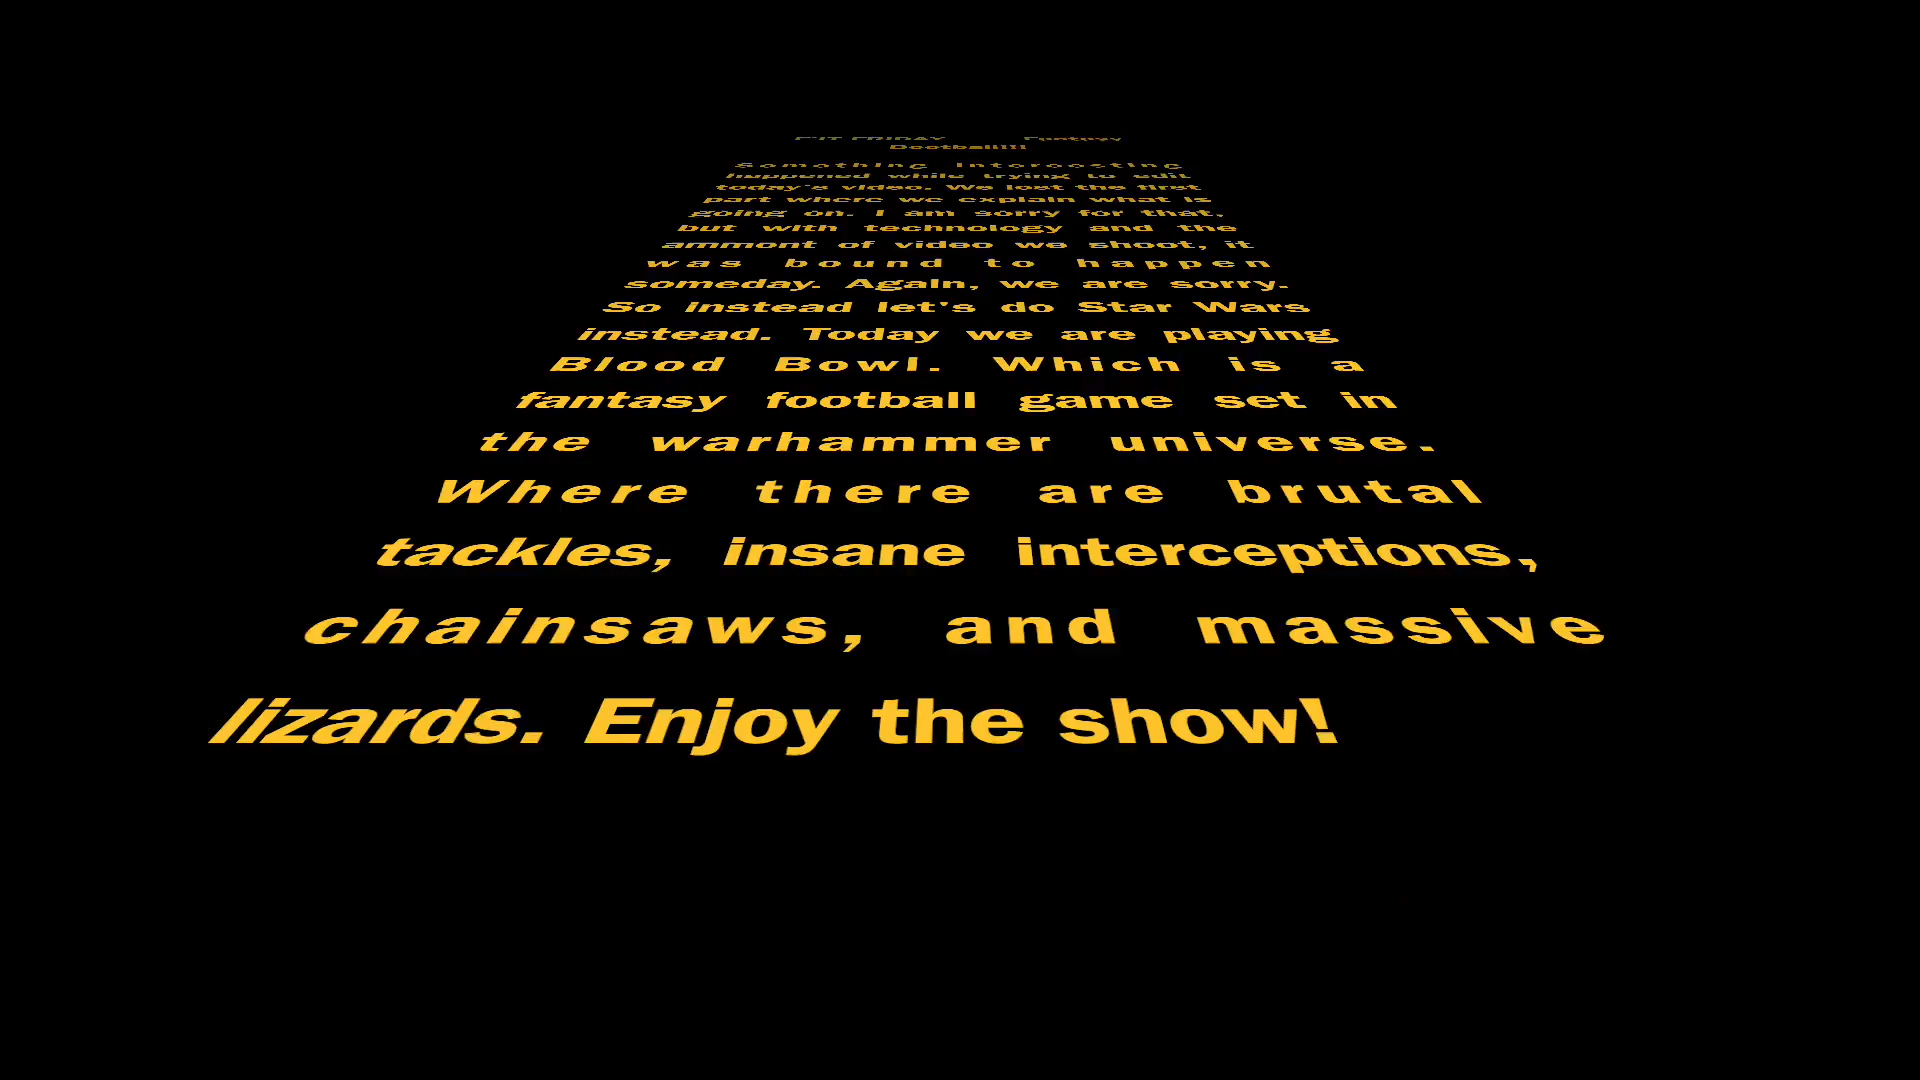 Fantasy
Dootball!!!
Something interoosting
happened while trying to edit
today's video. We lost the first
part where we explain what is
going on. I am sorry for that,
but with technology and the
ammont of video we shoot, it
was bound to happen
someday. Again, we are sorry.
So instead let's do Star Wars
instead. Today we are playing
Blood Bowl. Which is a
fantasy football game set in
the warhammer universe.
Where there are brutal
tackles, insane interceptions,
chainsaws, and massive
lizards. Enjoy the show!